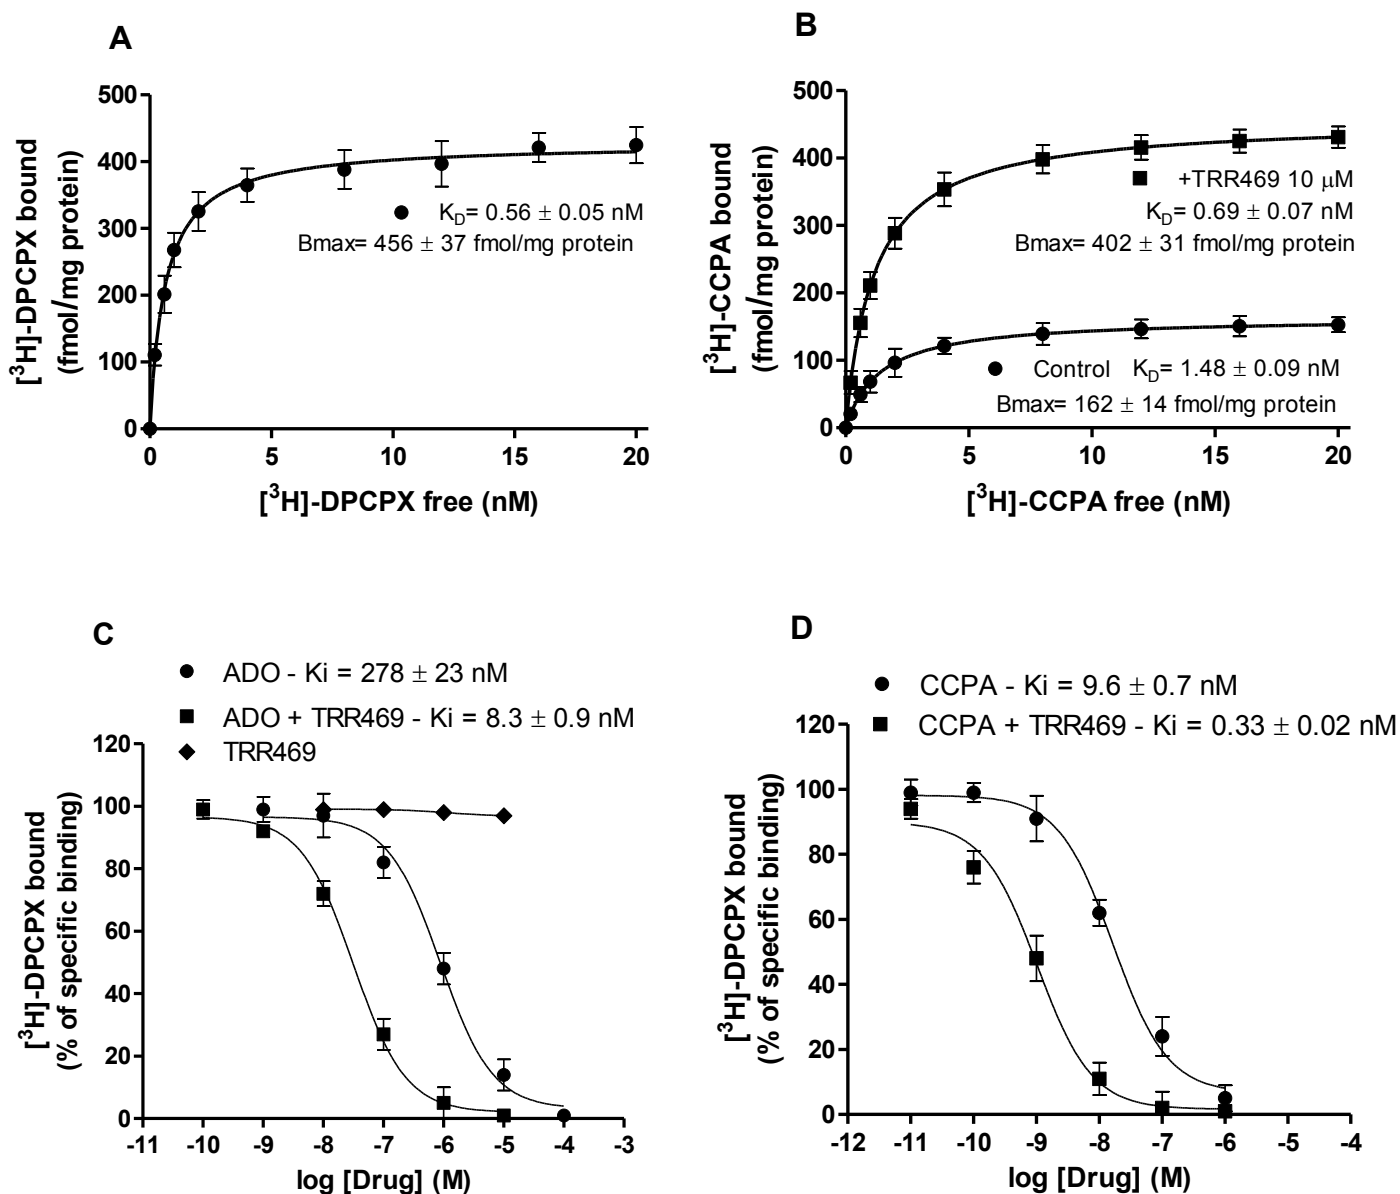 A
500
400
300
200
100
0
0 5 10 15 20
[³H]-DPCPX bound
(fmol/mg protein)
K_D= 0.56 ± 0.05 nM
Bmax= 456 ± 37 fmol/mg protein
[³H]-DPCPX free (nM)
B
500
400
300
200
100
0
0 5 10 15 20
[³H]-CCPA bound
(fmol/mg protein)
+TRR469 10 µM
K_D= 0.69 ± 0.07 nM
Bmax= 402 ± 31 fmol/mg protein
Control K_D= 1.48 ± 0.09 nM
Bmax= 162 ± 14 fmol/mg protein
[³H]-CCPA free (nM)
C
ADO - Ki = 278 ± 23 nM
ADO + TRR469 - Ki = 8.3 ± 0.9 nM
TRR469
120
100
80
60
40
20
0
-11 -10 -9 -8 -7 -6 -5 -4 -3
[³H]-DPCPX bound
(% of specific binding)
log [Drug] (M)
D
CCPA - Ki = 9.6 ± 0.7 nM
CCPA + TRR469 - Ki = 0.33 ± 0.02 nM
120
100
80
60
40
20
0
-12 -11 -10 -9 -8 -7 -6 -5 -4
[³H]-DPCPX bound
(% of specific binding)
log [Drug] (M)